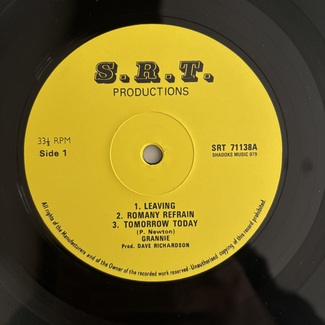 S.R.T.
PRODUCTIONS
33⅓ RPM
Side 1
SRT 71138A
SHADOKS MUSIC 079
1. LEAVING
2. ROMANY REFRAIN
3. TOMORROW TODAY
(P. Newton)
GRANNIE
Prod. DAVE RICHARDSON
All rights of the Manufacturers and of the Owner of the recorded work reserved · Unauthorised copying of this record prohibited.